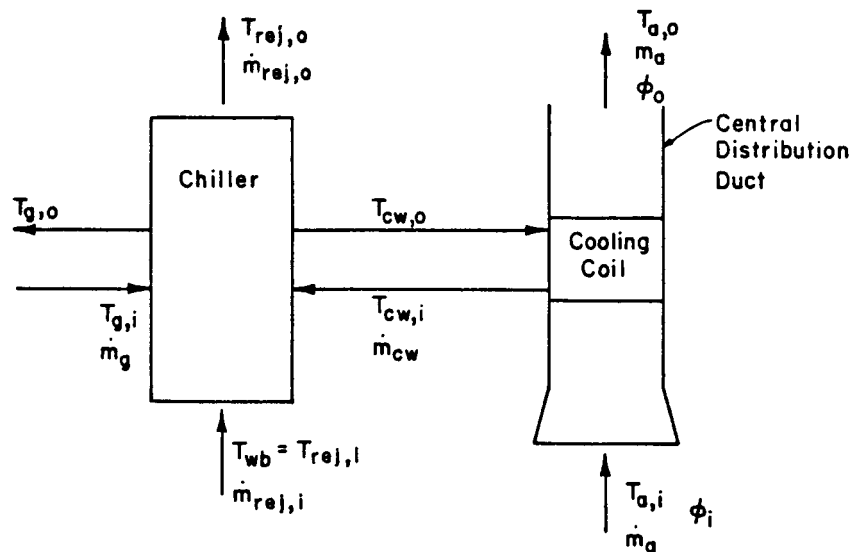 T_rej,o
ṁ_rej,o
T_a,o
m_a
ϕ_o
Central
Distribution
Duct
Chiller
T_g,o
T_cw,o
Cooling
Coil
T_g,i
ṁ_g
T_cw,i
ṁ_cw
T_wb = T_rej,i
ṁ_rej,i
T_a,i ϕ_i
ṁ_a